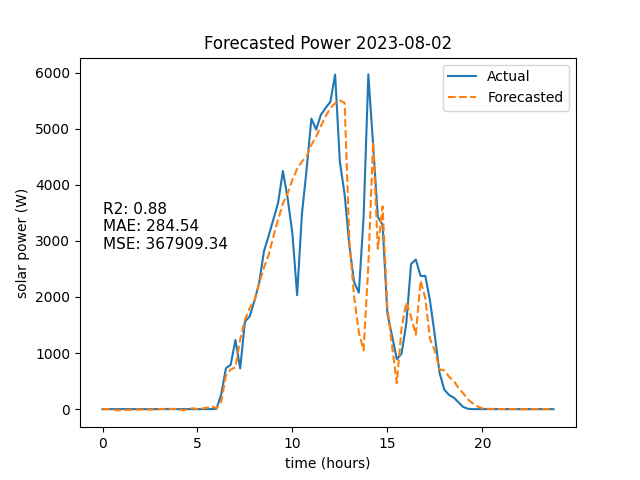 Forecasted Power 2023-08-02
Actual
Forecasted
R2: 0.88
MAE: 284.54
MSE: 367909.34
solar power (W)
6000
5000
4000
3000
2000
1000
0
0 5 10 15 20
time (hours)